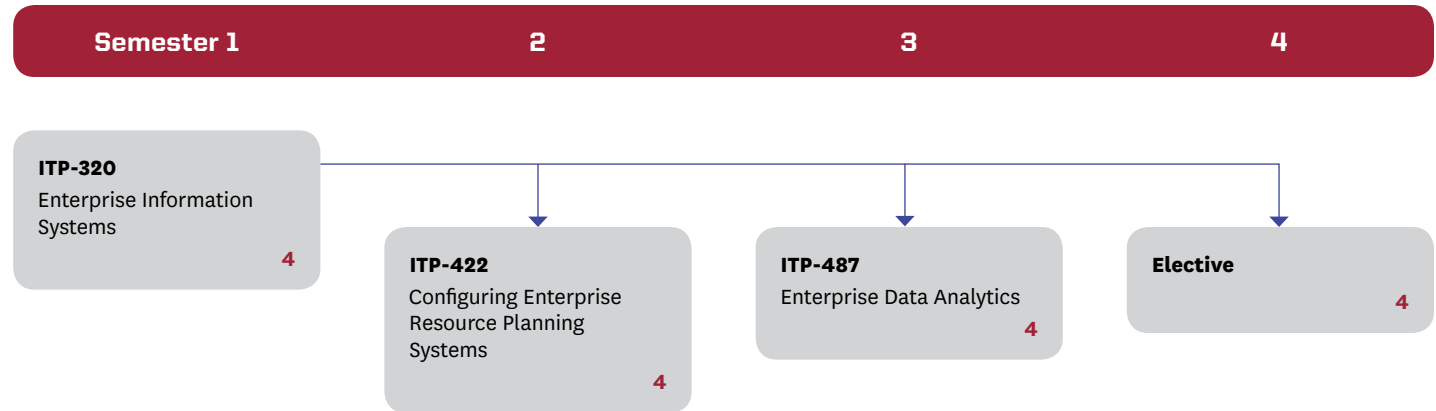 Semester 1 2 3 4
ITP-320
Enterprise Information
Systems
4
ITP-422
Configuring Enterprise
Resource Planning
Systems
4
ITP-487
Enterprise Data Analytics
4
Elective
4